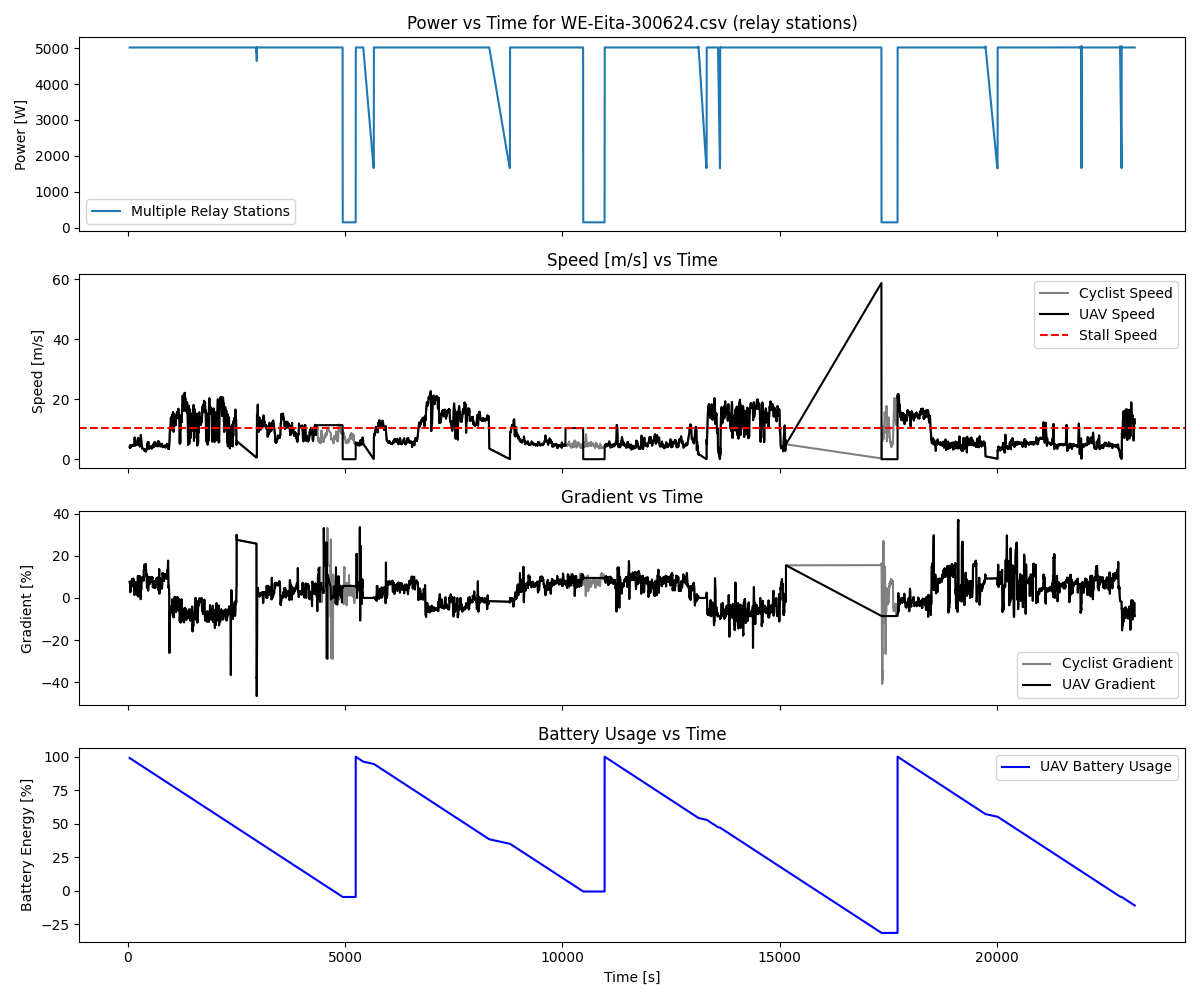 Power vs Time for WE-Eita-300624.csv (relay stations)
5000
4000
3000
2000
1000
0
Power [W]
Multiple Relay Stations
Speed [m/s] vs Time
60
40
20
0
Speed [m/s]
Cyclist Speed
UAV Speed
Stall Speed
Gradient vs Time
40
20
0
−20
−40
Gradient [%]
Cyclist Gradient
UAV Gradient
Battery Usage vs Time
100
75
50
25
0
−25
Battery Energy [%]
UAV Battery Usage
0 5000 10000 15000 20000
Time [s]